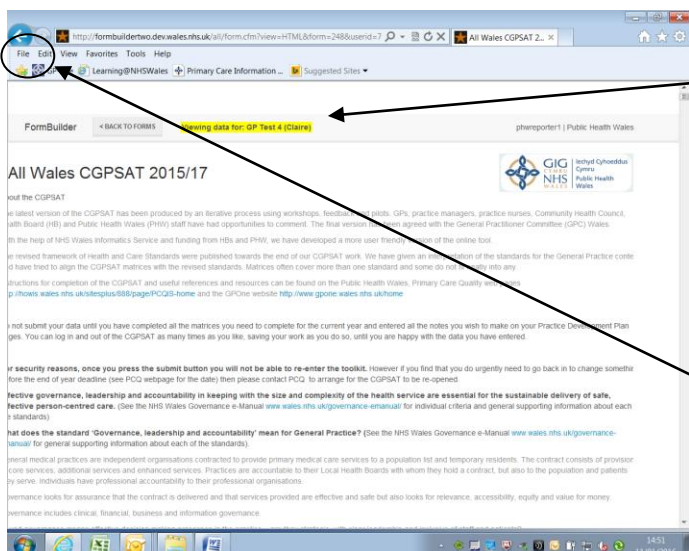 http://formbuildertwo.dev.wales.nhs.uk/all/form.cfm?view=HTML&form=248&userid=7
All Wales CGPSAT 2...
File Edit View Favorites Tools Help
Learning@NHSWales Primary Care Information ... Suggested Sites
FormBuilder < BACK TO FORMS Viewing data for: GP Test 4 (Claire) phwreporter1 | Public Health Wales
All Wales CGPSAT 2015/17
GIG CYMRU NHS WALES
Iechyd Cyhoeddus Cymru
Public Health Wales
out the CGPSAT
e latest version of the CGPSAT has been produced by an iterative process using workshops, feedback and pilots. GPs, practice managers, practice nurses, Community Health Council,
alth Board (HB) and Public Health Wales (PHW) staff have had opportunities to comment. The final version has been agreed with the General Practitioner Committee (GPC) Wales.
th the help of NHS Wales Informatics Service and funding from HBs and PHW, we have developed a more user friendly version of the online tool.
e revised framework of Health and Care Standards were published towards the end of our CGPSAT work. We have given an interpretation of the standards for the General Practice conte
d have tried to align the CGPSAT matrices with the revised standards. Matrices often cover more than one standard and some do not fit neatly into any.
structions for completion of the CGPSAT and useful references and resources can be found on the Public Health Wales, Primary Care Quality web pages
p://howis.wales.nhs.uk/sitesplus/888/page/PCQIS-home and the GPOne website http://www.gpone.wales.nhs.uk/home
not submit your data until you have completed all the matrices you need to complete for the current year and entered all the notes you wish to make on your Practice Development Plan
ges. You can log in and out of the CGPSAT as many times as you like, saving your work as you do so, until you are happy with the data you have entered.
r security reasons, once you press the submit button you will not be able to re-enter the toolkit. However if you find that you do urgently need to go back in to change somethin
fore the end of year deadline (see PCQ webpage for the date) then please contact PCQ to arrange for the CGPSAT to be re-opened.
fective governance, leadership and accountability in keeping with the size and complexity of the health service are essential for the sustainable delivery of safe,
fective person-centred care. (See the NHS Wales Governance e-Manual www.wales.nhs.uk/governance-emanual/ for individual criteria and general supporting information about each
e standards)
hat does the standard 'Governance, leadership and accountability' mean for General Practice? (See the NHS Wales Governance e-Manual www.wales.nhs.uk/governance-
manual/ for general supporting information about each of the standards).
eneral medical practices are independent organisations contracted to provide primary medical care services to a population list and temporary residents. The contract consists of provision
core services, additional services and enhanced services. Practices are accountable to their Local Health Boards with whom they hold a contract, but also to the population and patients
ey serve. Individuals have professional accountability to their professional organisations.
overnance looks for assurance that the contract is delivered and that services provided are effective and safe but also looks for relevance, accessibility, equity and value for money.
overnance includes clinical, financial, business and information governance.
14:51